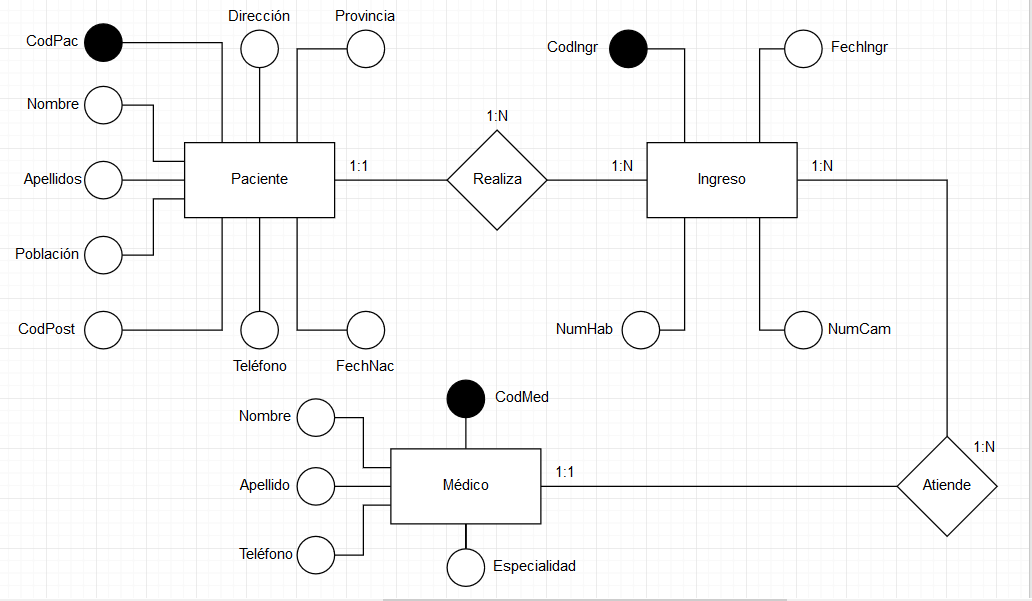 Dirección
Provincia
CodPac
CodIngr
FechIngr
Nombre
1:N
Apellidos
Paciente
1:1
Realiza
1:N
Ingreso
1:N
Población
CodPost
NumHab
NumCam
Teléfono
FechNac
CodMed
Nombre
1:N
1:1
Apellido
Médico
Atiende
Teléfono
Especialidad